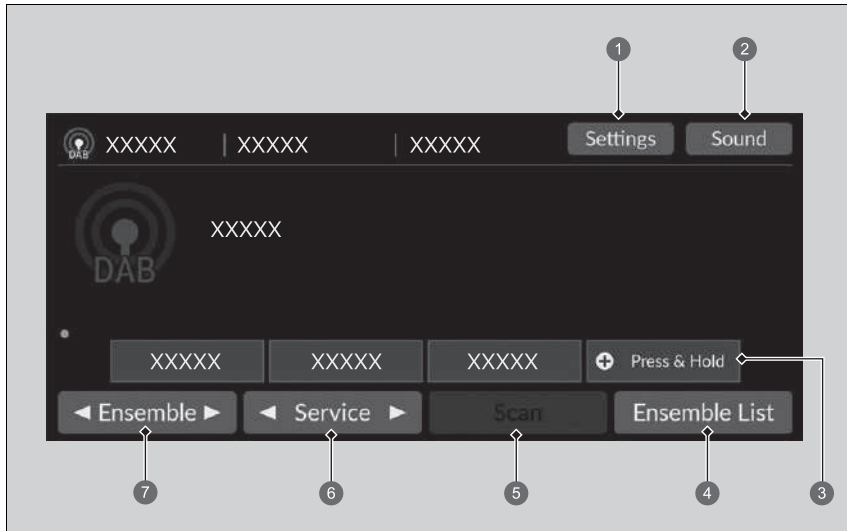 1 2
DAB XXXXX | XXXXX | XXXXX Settings Sound
XXXXX
DAB
XXXXX XXXXX XXXXX Press & Hold
Ensemble Service Scan Ensemble List
7 6 5 4 3